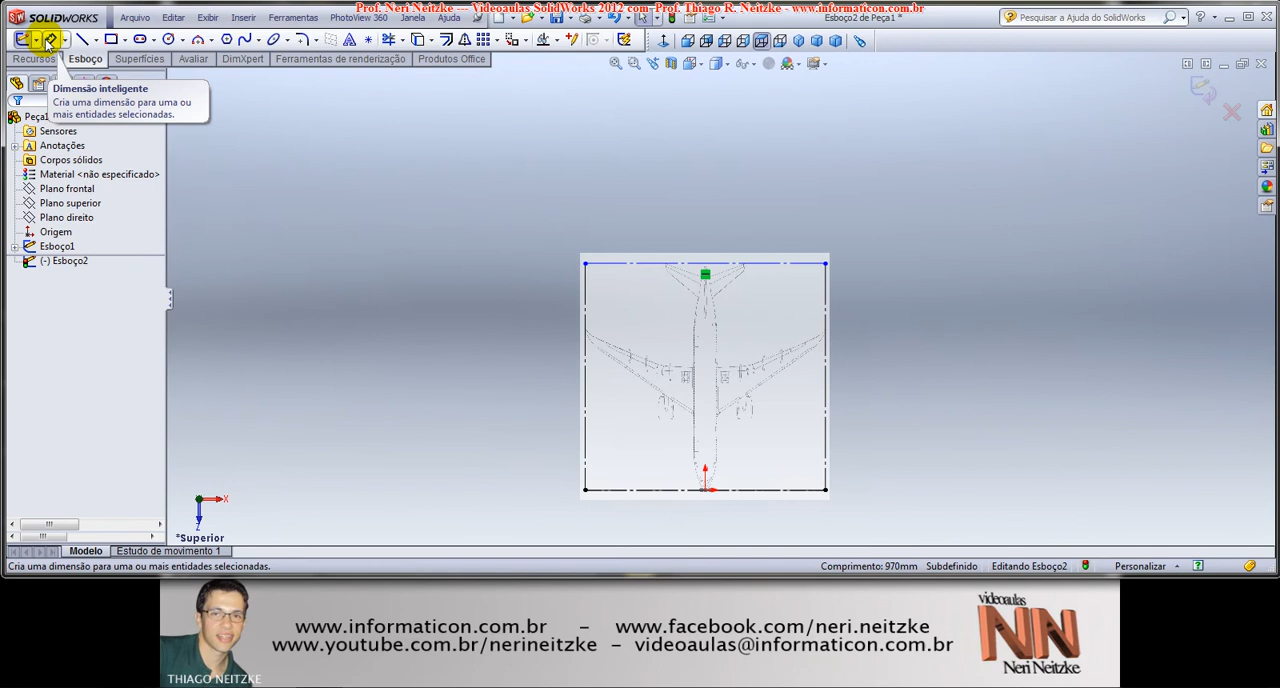 Prof. Neri Neitzke --- Videoaulas SolidWorks 2012 com Prof. Thiago R. Neitzke - www.informaticon.com.br
SOLIDWORKS
Arquivo Editar Exibir Inserir Ferramentas PhotoView 360 Janela Ajuda
Esboço2 de Peça1 *
Pesquisar a Ajuda do SolidWorks
Recursos Esboço Superfícies Avaliar DimXpert Ferramentas de renderização Produtos Office
Dimensão inteligente
Cria uma dimensão para uma ou
mais entidades selecionadas.
Peça1
Sensores
Anotações
Corpos sólidos
Material <não especificado>
Plano frontal
Plano superior
Plano direito
Origem
Esboço1
(-) Esboço2
X
Z
*Superior
Modelo Estudo de movimento 1
Cria uma dimensão para uma ou mais entidades selecionadas.
Comprimento: 970mm Subdefinido Editando Esboço2 Personalizar
www.informaticon.com.br - www.facebook.com/neri.neitzke
www.youtube.com.br/nerineitzke - videoaulas@informaticon.com.br
THIAGO NEITZKE
videoaulas
NN
Neri Neitzke